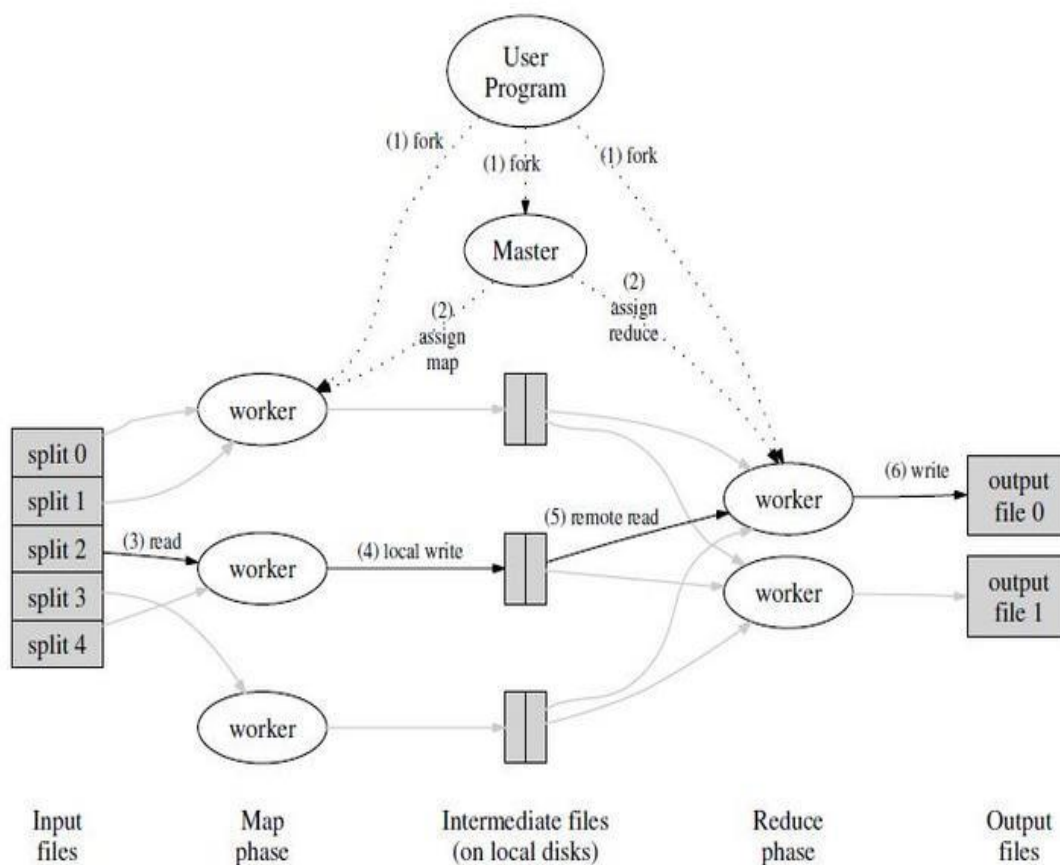 User
Program
(1) fork
(1) fork
(1) fork
Master
(2)
assign
map
(2)
assign
reduce
worker
split 0
split 1
split 2
split 3
split 4
(3) read
worker
(4) local write
(5) remote read
worker
(6) write
output
file 0
worker
output
file 1
worker
Input
files
Map
phase
Intermediate files
(on local disks)
Reduce
phase
Output
files